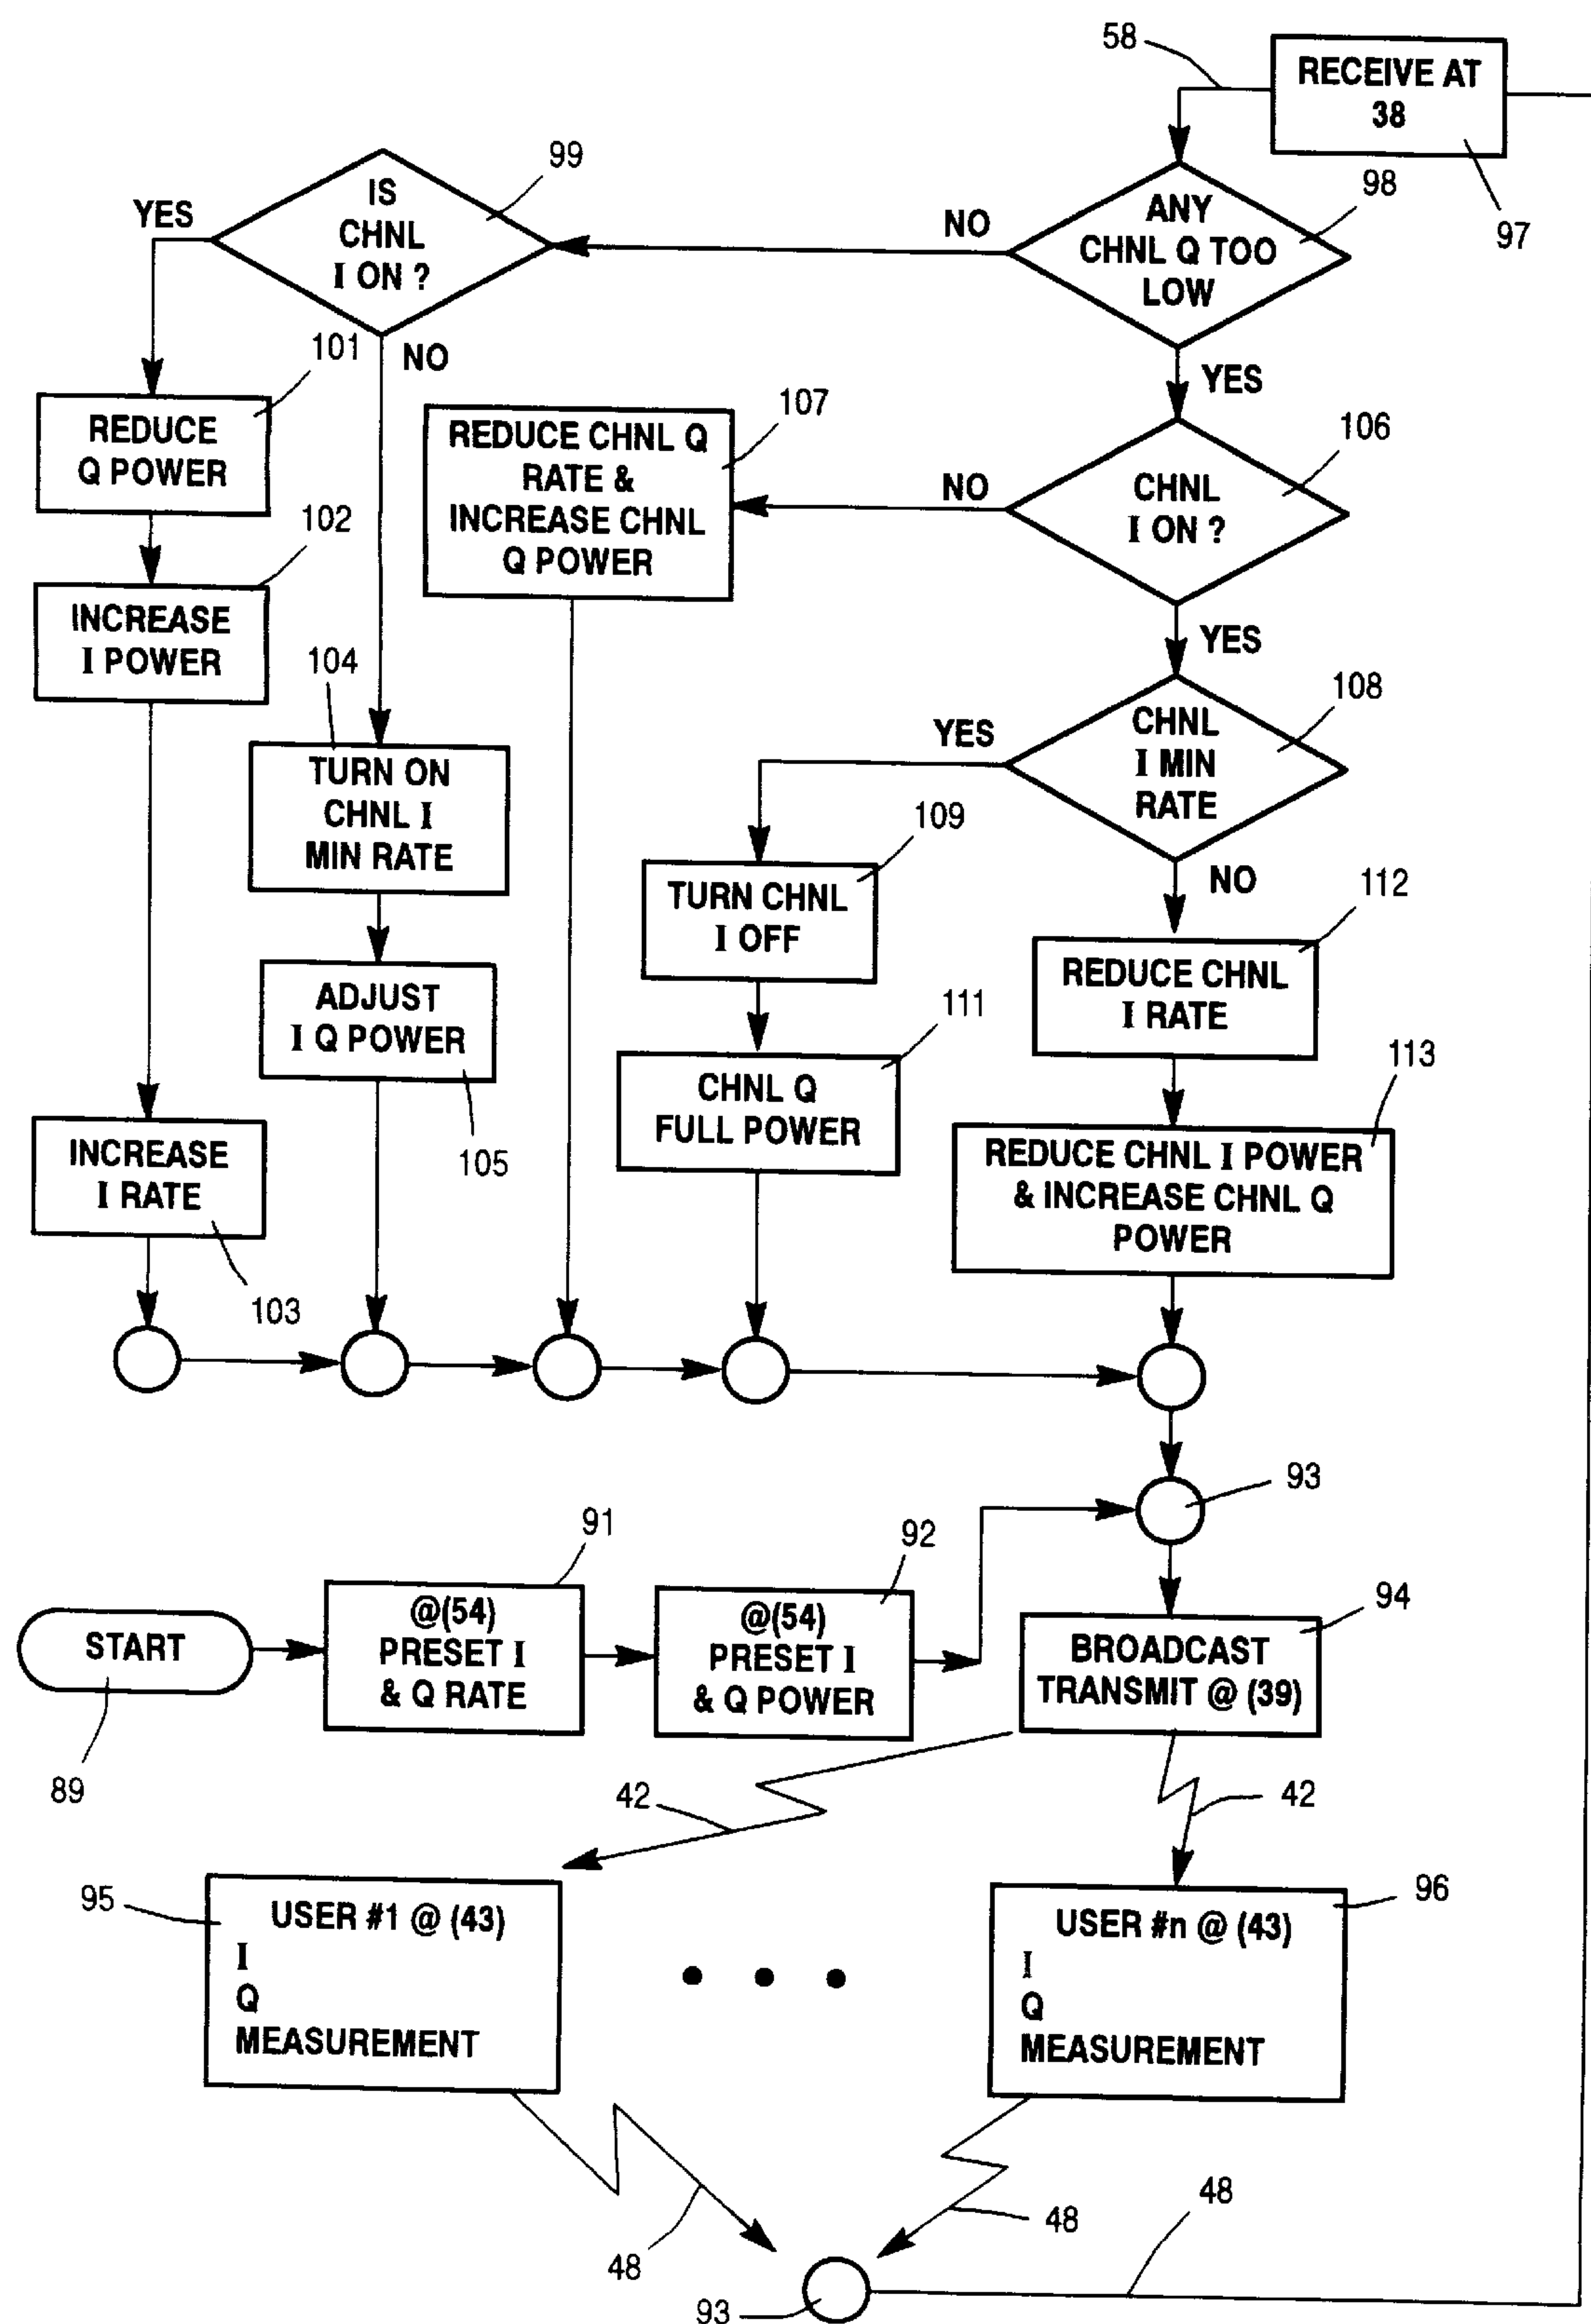 58
RECEIVE AT
38
97
99
IS
CHNL
I ON ?
YES
NO
ANY
CHNL Q TOO
LOW
98
NO
YES
101
REDUCE
Q POWER
107
REDUCE CHNL Q
RATE &
INCREASE CHNL
Q POWER
NO
CHNL
I ON ?
106
YES
102
INCREASE
I POWER
104
TURN ON
CHNL I
MIN RATE
YES
CHNL
I MIN
RATE
108
NO
109
TURN CHNL
I OFF
112
REDUCE CHNL
I RATE
ADJUST
I Q POWER
105
111
CHNL Q
FULL POWER
113
REDUCE CHNL I POWER
& INCREASE CHNL Q
POWER
INCREASE
I RATE
103
93
START
89
91
@(54)
PRESET I
& Q RATE
92
@(54)
PRESET I
& Q POWER
94
BROADCAST
TRANSMIT @ (39)
42
42
95
USER #1 @ (43)
I
Q
MEASUREMENT
96
USER #n @ (43)
I
Q
MEASUREMENT
48
48
48
93